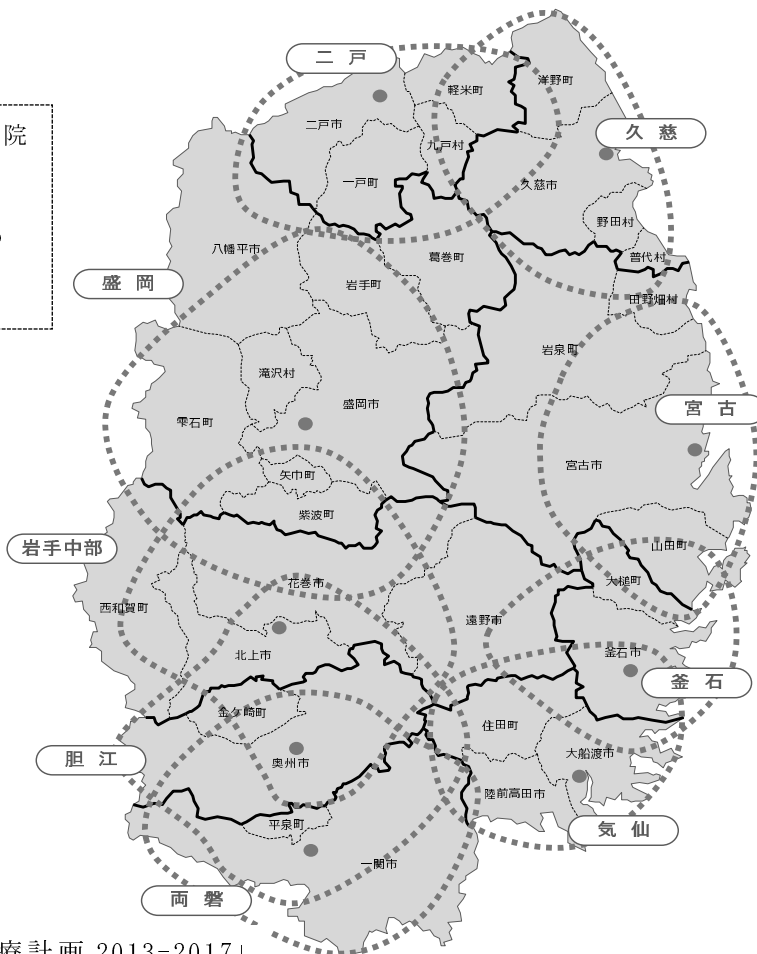 二戸
軽米町
洋野町
院
二戸市
久慈
九戸村
一戸町
久慈市
野田村
八幡平市
葛巻町
普代村
盛岡
岩手町
田野畑村
岩泉町
滝沢村
盛岡市
宮古
雫石町
宮古市
矢巾町
紫波町
岩手中部
山田町
花巻市
大槌町
西和賀町
遠野市
北上市
釜石市
釜石
金ケ崎町
住田町
胆江
奥州市
大船渡市
陸前高田市
平泉町
気仙
一関市
両磐
療計画 2013-2017」